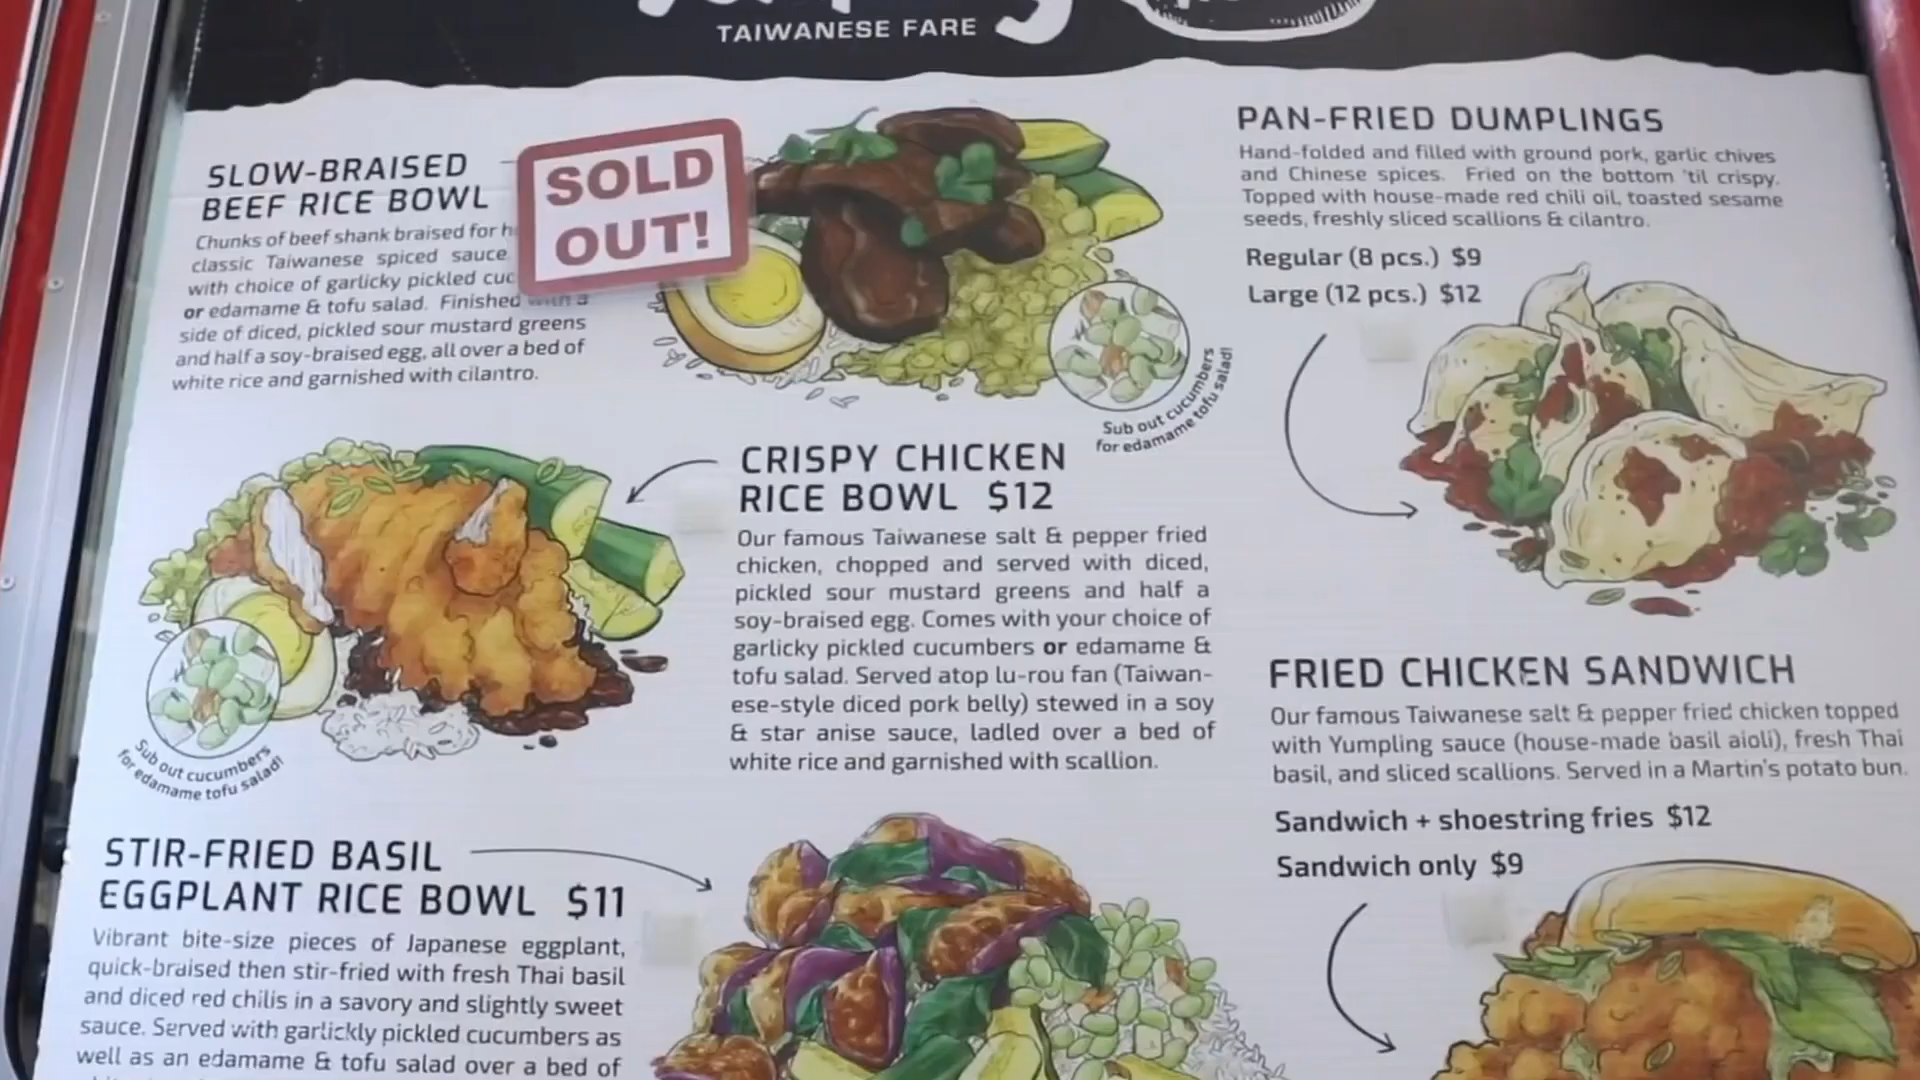 TAIWANESE FARE
SLOW-BRAISED
BEEF RICE BOWL
Chunks of beef shank braised for
classic Taiwanese spiced sauce
with choice of garlicky pickled
or edamame & tofu salad. Finished with a
side of diced, pickled sour mustard greens
and half a soy-braised egg, all over a bed of
white rice and garnished with cilantro.
SOLD
OUT!
Sub out cucumbers
for edamame tofu salad!
CRISPY CHICKEN
RICE BOWL $12
Our famous Taiwanese salt & pepper fried
chicken, chopped and served with diced,
pickled sour mustard greens and half a
soy-braised egg. Comes with your choice of
garlicky pickled cucumbers or edamame &
tofu salad. Served atop lu-rou fan (Taiwan-
ese-style diced pork belly) stewed in a soy
& star anise sauce, ladled over a bed of
white rice and garnished with scallion.
Sub out cucumbers
for edamame tofu salad!
STIR-FRIED BASIL
EGGPLANT RICE BOWL $11
Vibrant bite-size pieces of Japanese eggplant,
quick-braised then stir-fried with fresh Thai basil
and diced red chilis in a savory and slightly sweet
sauce. Served with garlickly pickled cucumbers as
well as an edamame & tofu salad over a bed of
PAN-FRIED DUMPLINGS
Hand-folded and filled with ground pork, garlic chives
and Chinese spices. Fried on the bottom 'til crispy.
Topped with house-made red chili oil, toasted sesame
seeds, freshly sliced scallions & cilantro.
Regular (8 pcs.) $9
Large (12 pcs.) $12
FRIED CHICKEN SANDWICH
Our famous Taiwanese salt & pepper fried chicken topped
with Yumpling sauce (house-made basil aioli), fresh Thai
basil, and sliced scallions. Served in a Martin's potato bun.
Sandwich + shoestring fries $12
Sandwich only $9